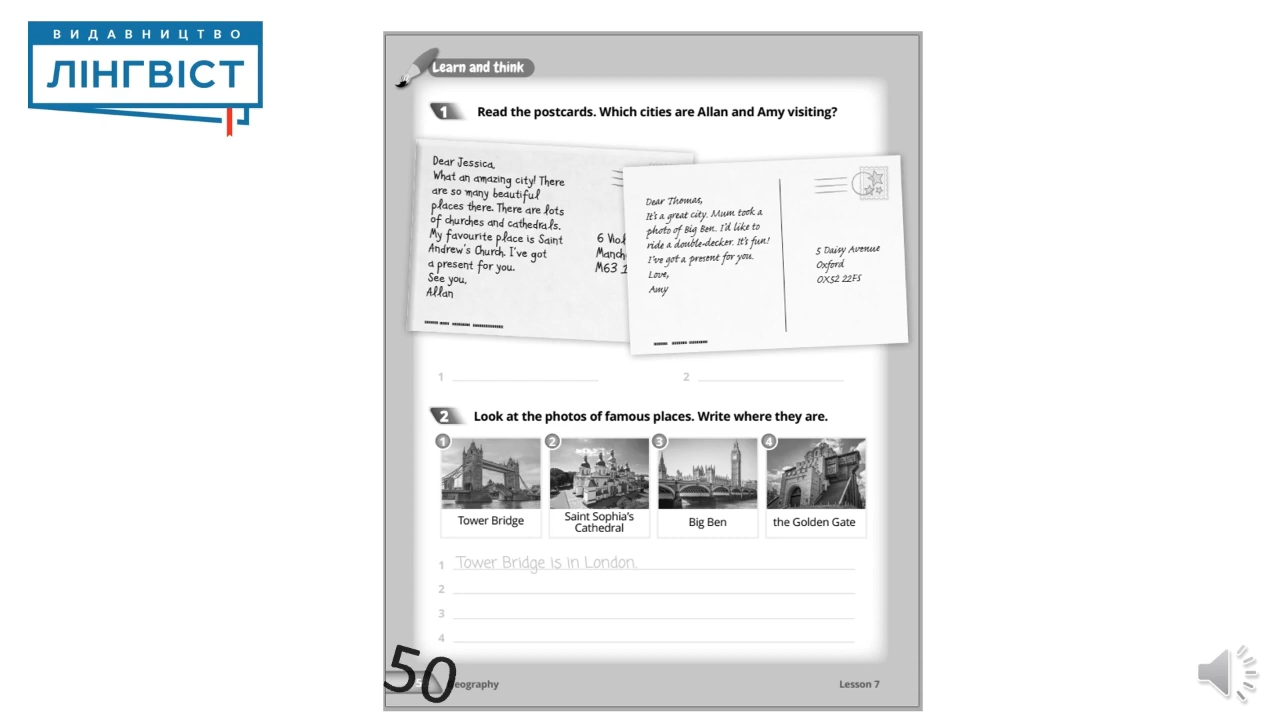 ВИДАВНИЦТВО
ЛІНГВІСТ
Learn and think
1 Read the postcards. Which cities are Allan and Amy visiting?
Dear Jessica,
What an amazing city! There
are so many beautiful
places there. There are lots
of churches and cathedrals.
My favourite place is Saint
Andrew's Church. I've got
a present for you.
See you,
Allan
6
M63
Dear Thomas,
It's a great city. Mum took a
photo of Big Ben. I'd like to
ride a double-decker. It's fun!
I've got a present for you.
Love,
Amy
5 Daisy Avenue
Oxford
OX52 22FS
1
2
2 Look at the photos of famous places. Write where they are.
1
2
3
4
Tower Bridge
Saint Sophia's
Cathedral
Big Ben
the Golden Gate
1 Tower Bridge is in London.
2
3
4
50
Lesson 7